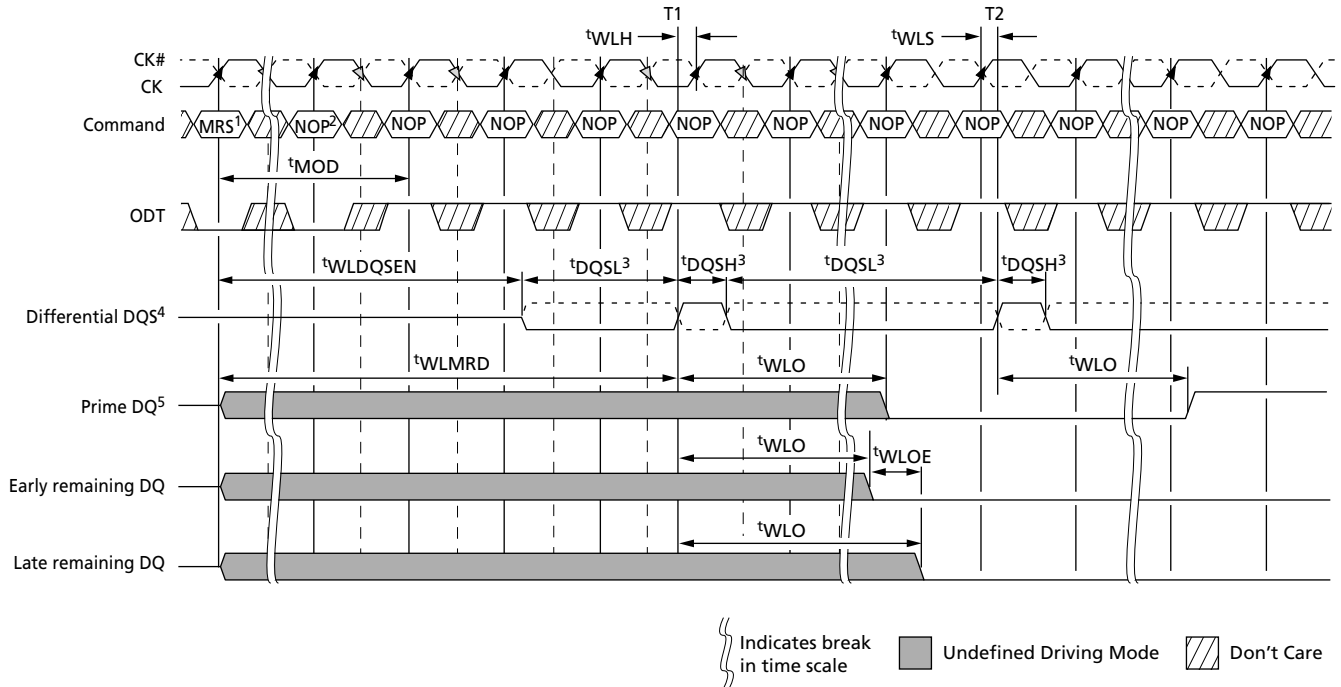 T1 T2
tWLH tWLS
CK#
CK
Command MRS1 NOP2 NOP NOP NOP NOP NOP NOP NOP NOP NOP NOP
tMOD
ODT
tWLDQSEN tDQSL3 tDQSH3 tDQSL3 tDQSH3
Differential DQS4
tWLMRD tWLO tWLO
Prime DQ5
tWLO tWLOE
Early remaining DQ
tWLO
Late remaining DQ
Indicates break
in time scale Undefined Driving Mode Don't Care